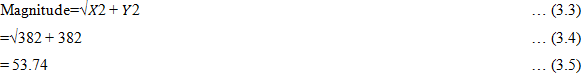 Magnitude=√X2 + Y2 … (3.3)
=√382 + 382 … (3.4)
= 53.74 … (3.5)